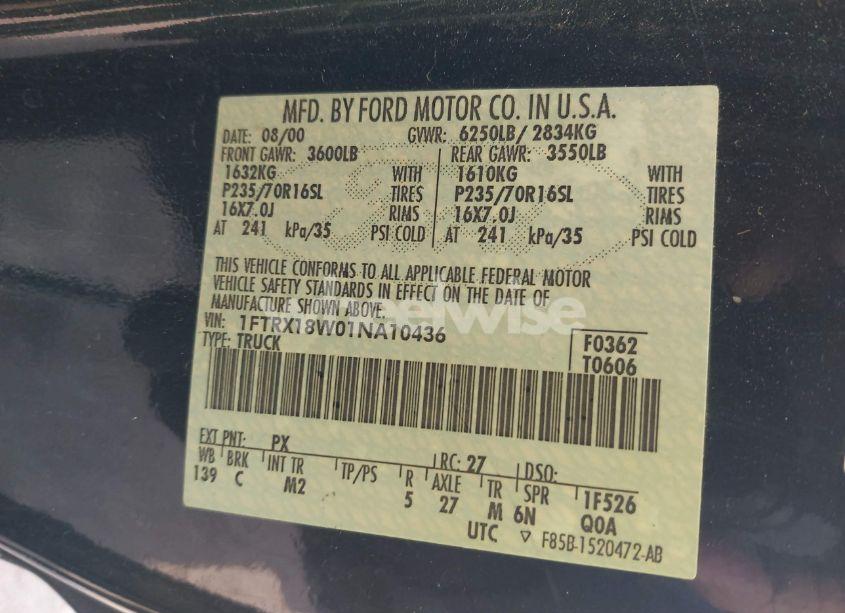 MFD. BY FORD MOTOR CO. IN U.S.A.
DATE: 08/00 GVWR: 6250LB/ 2834KG
FRONT GAWR: 3600LB REAR GAWR: 3550LB
1632KG WITH 1610KG WITH
P235/70R16SL TIRES P235/70R16SL TIRES
16X7.0J RIMS 16X7.0J RIMS
AT 241 kPa/35 PSI COLD AT 241 kPa/35 PSI COLD
THIS VEHICLE CONFORMS TO ALL APPLICABLE FEDERAL MOTOR
VEHICLE SAFETY STANDARDS IN EFFECT ON THE DATE OF
MANUFACTURE SHOWN ABOVE.
VIN: 1FTRX18W01NA10436 F0362
TYPE: TRUCK T0606
EXT PNT: PX RC: 27 DSO:
WB BRK INT TR TP/PS R AXLE TR SPR 1F526
139 C M2 5 27 M 6N Q0A
UTC ▽ F85B-1520472-AB